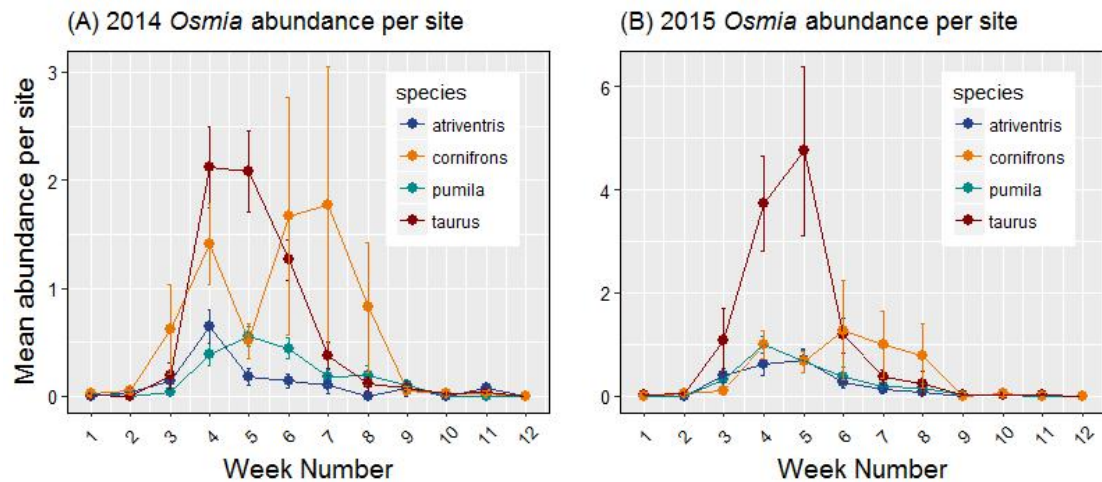 (A) 2014 Osmia abundance per site
3
2
1
0
Mean abundance per site
species
atriventris
cornifrons
pumila
taurus
1 2 3 4 5 6 7 8 9 10 11 12
Week Number
(B) 2015 Osmia abundance per site
6
4
2
0
species
atriventris
cornifrons
pumila
taurus
1 2 3 4 5 6 7 8 9 10 11 12
Week Number